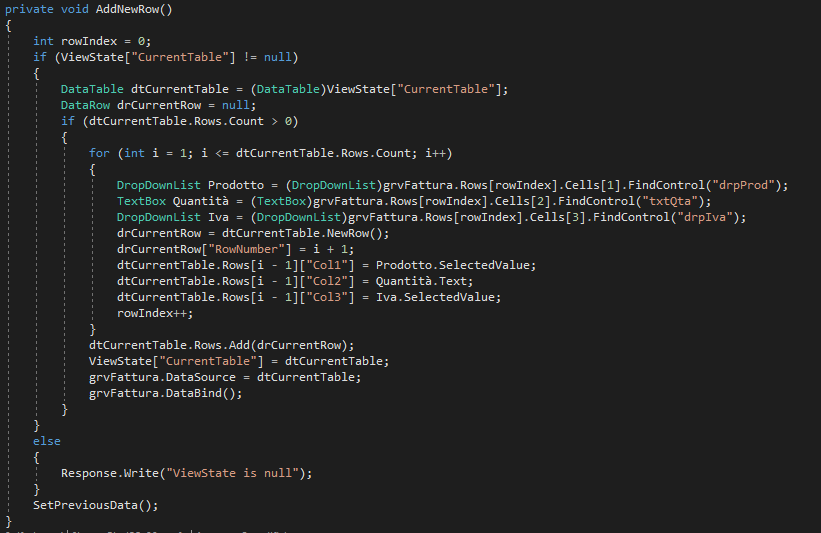 private void AddNewRow()
{
int rowIndex = 0;
if (ViewState["CurrentTable"] != null)
{
DataTable dtCurrentTable = (DataTable)ViewState["CurrentTable"];
DataRow drCurrentRow = null;
if (dtCurrentTable.Rows.Count > 0)
{
for (int i = 1; i <= dtCurrentTable.Rows.Count; i++)
{
DropDownList Prodotto = (DropDownList)grvFattura.Rows[rowIndex].Cells[1].FindControl("drpProd");
TextBox Quantità = (TextBox)grvFattura.Rows[rowIndex].Cells[2].FindControl("txtQta");
DropDownList Iva = (DropDownList)grvFattura.Rows[rowIndex].Cells[3].FindControl("drpIva");
drCurrentRow = dtCurrentTable.NewRow();
drCurrentRow["RowNumber"] = i + 1;
dtCurrentTable.Rows[i - 1]["Col1"] = Prodotto.SelectedValue;
dtCurrentTable.Rows[i - 1]["Col2"] = Quantità.Text;
dtCurrentTable.Rows[i - 1]["Col3"] = Iva.SelectedValue;
rowIndex++;
}
dtCurrentTable.Rows.Add(drCurrentRow);
ViewState["CurrentTable"] = dtCurrentTable;
grvFattura.DataSource = dtCurrentTable;
grvFattura.DataBind();
}
}
else
{
Response.Write("ViewState is null");
}
SetPreviousData();
}